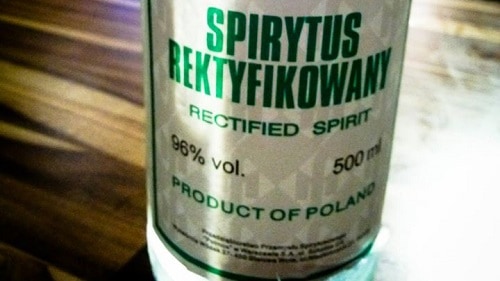 SPIRYTUS
REKTYFIKOWANY
RECTIFIED SPIRIT
96% vol. 500 ml
PRODUCT OF POLAND